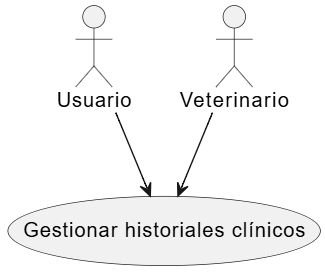 Usuario
Veterinario
Gestionar historiales clínicos